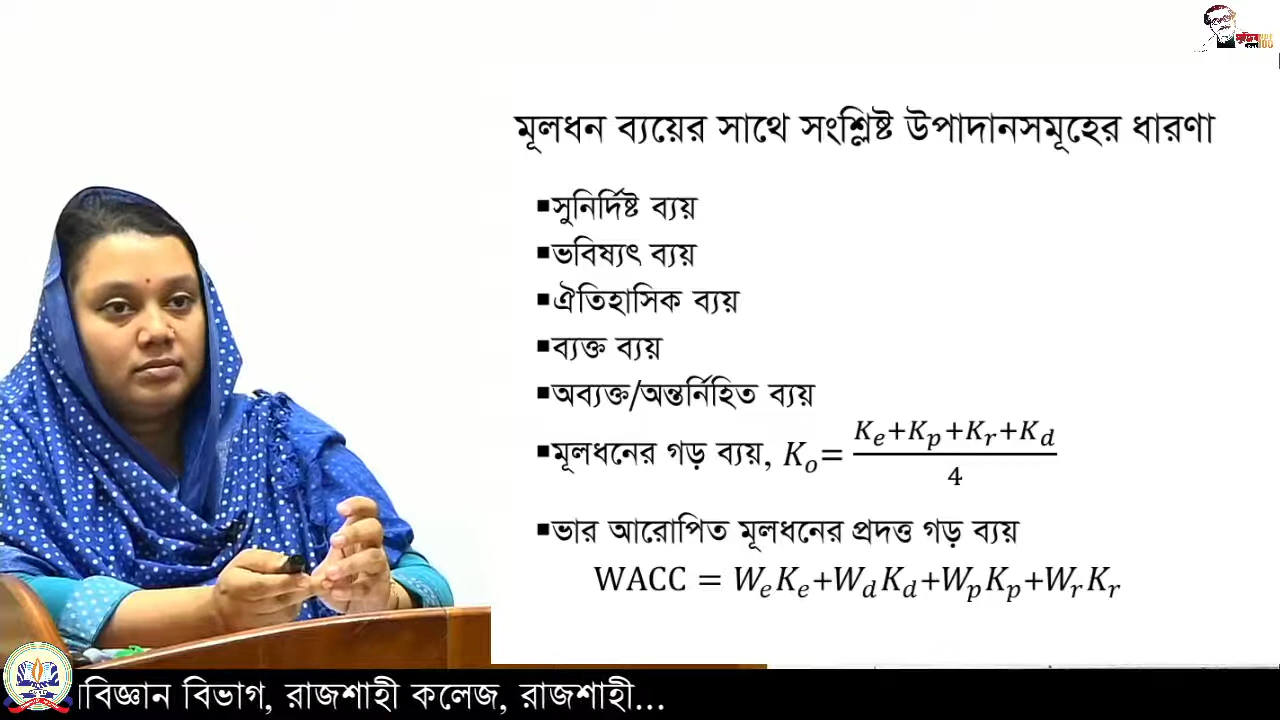 মূলধন ব্যয়ের সাথে সংশ্লিষ্ট উপাদানসমূহের ধারণা
▪সুনির্দিষ্ট ব্যয়
▪ভবিষ্যৎ ব্যয়
▪ঐতিহাসিক ব্যয়
▪ব্যক্ত ব্যয়
▪অব্যক্ত/অন্তর্নিহিত ব্যয়
▪মূলধনের গড় ব্যয়, Kₒ= (Kₑ+Kₚ+Kᵣ+K_d)/4
▪ভার আরোপিত মূলধনের প্রদত্ত গড় ব্যয়
WACC = WₑKₑ+W_dK_d+WₚKₚ+WᵣKᵣ
বিজ্ঞান বিভাগ, রাজশাহী কলেজ, রাজশাহী...